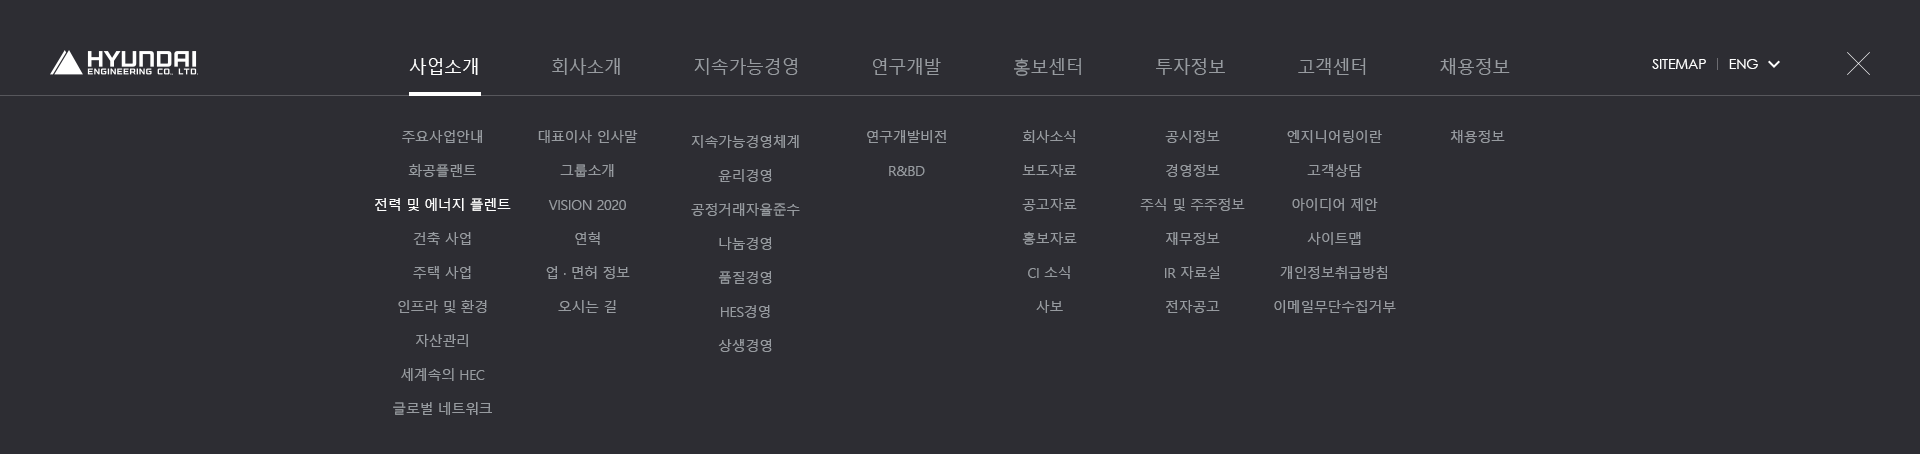 HYUNDAI
ENGINEERING CO. LTD.
사업소개 회사소개 지속가능경영 연구개발 홍보센터 투자정보 고객센터 채용정보
SITEMAP | ENG
주요사업안내
화공플랜트
전력 및 에너지 플렌트
건축 사업
주택 사업
인프라 및 환경
자산관리
세계속의 HEC
글로벌 네트워크
대표이사 인사말
그룹소개
VISION 2020
연혁
업 · 면허 정보
오시는 길
지속가능경영체계
윤리경영
공정거래자율준수
나눔경영
품질경영
HES경영
상생경영
연구개발비전
R&BD
회사소식
보도자료
공고자료
홍보자료
CI 소식
사보
공시정보
경영정보
주식 및 주주정보
재무정보
IR 자료실
전자공고
엔지니어링이란
고객상담
아이디어 제안
사이트맵
개인정보취급방침
이메일무단수집거부
채용정보